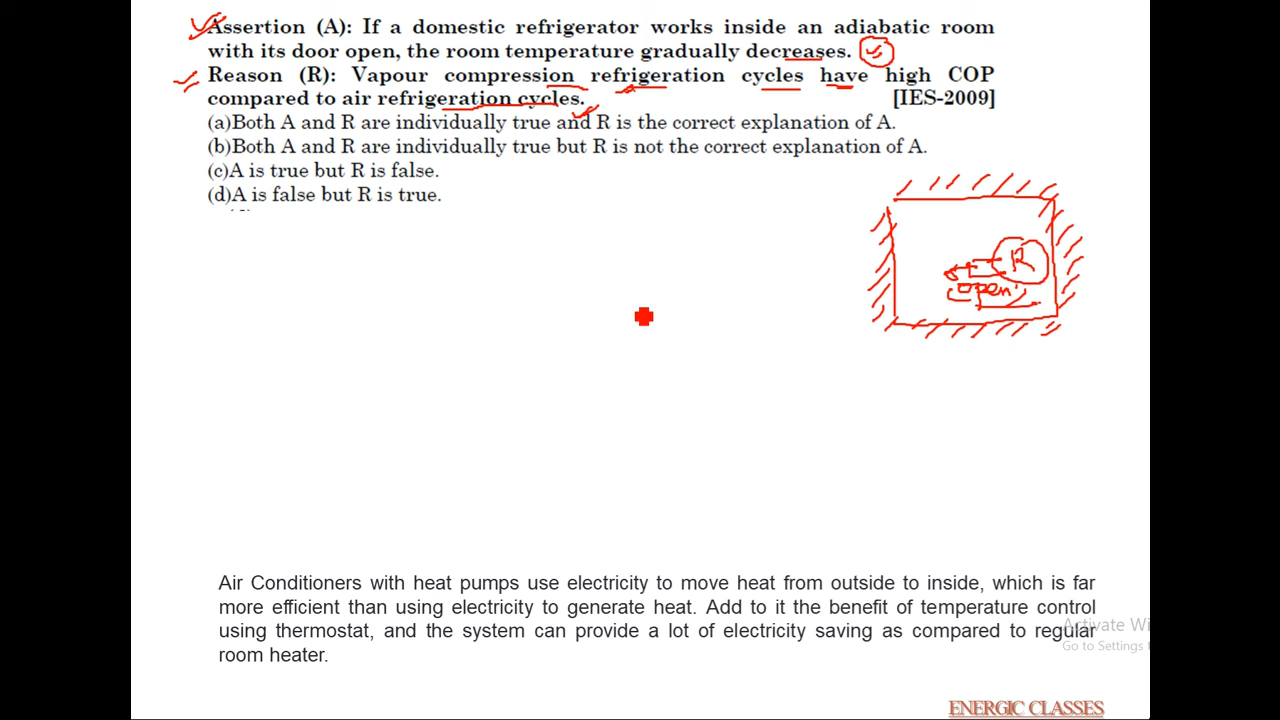 Assertion (A): If a domestic refrigerator works inside an adiabatic room
with its door open, the room temperature gradually decreases.
Reason (R): Vapour compression refrigeration cycles have high COP
compared to air refrigeration cycles. [IES-2009]
(a)Both A and R are individually true and R is the correct explanation of A.
(b)Both A and R are individually true but R is not the correct explanation of A.
(c)A is true but R is false.
(d)A is false but R is true.
R
open
Air Conditioners with heat pumps use electricity to move heat from outside to inside, which is far
more efficient than using electricity to generate heat. Add to it the benefit of temperature control
using thermostat, and the system can provide a lot of electricity saving as compared to regular
room heater.
Activate Wi
Go to Settings
ENERGIC CLASSES